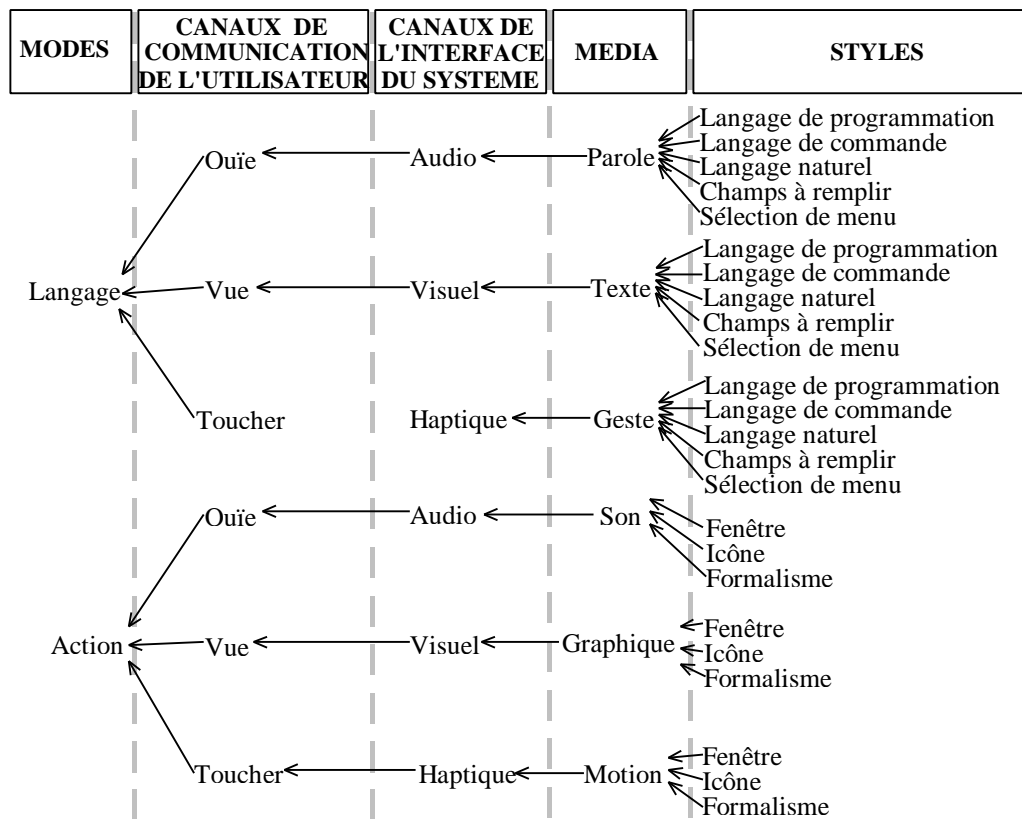 MODES
CANAUX DE
COMMUNICATION
DE L'UTILISATEUR
CANAUX DE
L'INTERFACE
DU SYSTEME
MEDIA
STYLES
Langage de programmation
Langage de commande
Ouïe
Audio
Parole
Langage naturel
Champs à remplir
Sélection de menu
Langage de programmation
Langage de commande
Langage
Vue
Visuel
Texte
Langage naturel
Champs à remplir
Sélection de menu
Langage de programmation
Langage de commande
Toucher
Haptique
Geste
Langage naturel
Champs à remplir
Sélection de menu
Ouïe
Audio
Son
Fenêtre
Icône
Formalisme
Action
Vue
Visuel
Graphique
Fenêtre
Icône
Formalisme
Toucher
Haptique
Motion
Fenêtre
Icône
Formalisme